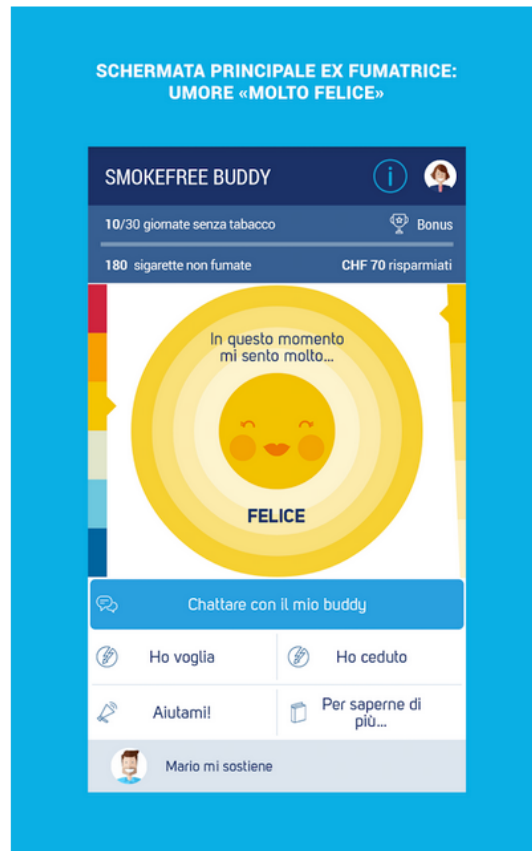 SCHERMATA PRINCIPALE EX FUMATRICE:
UMORE «MOLTO FELICE»
SMOKEFREE BUDDY
i
10/30 giornate senza tabacco
Bonus
180 sigarette non fumate
CHF 70 risparmiati
In questo momento
mi sento molto...
FELICE
Chattare con il mio buddy
Ho voglia
Ho ceduto
Aiutami!
Per saperne di
più...
Mario mi sostiene